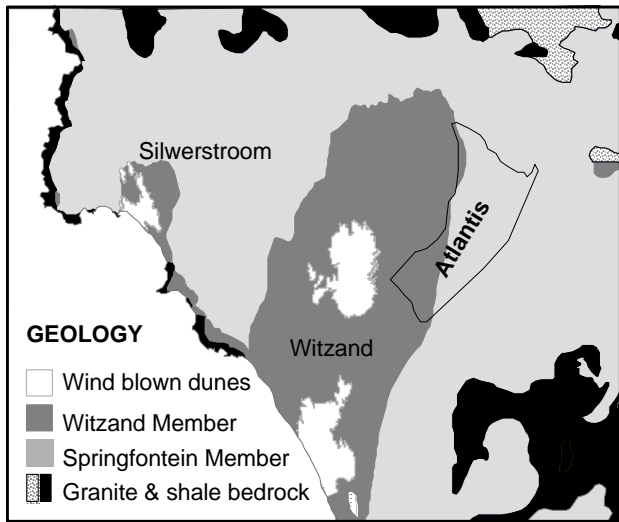 Silwerstroom
Atlantis
Witzand
GEOLOGY
Wind blown dunes
Witzand Member
Springfontein Member
Granite & shale bedrock